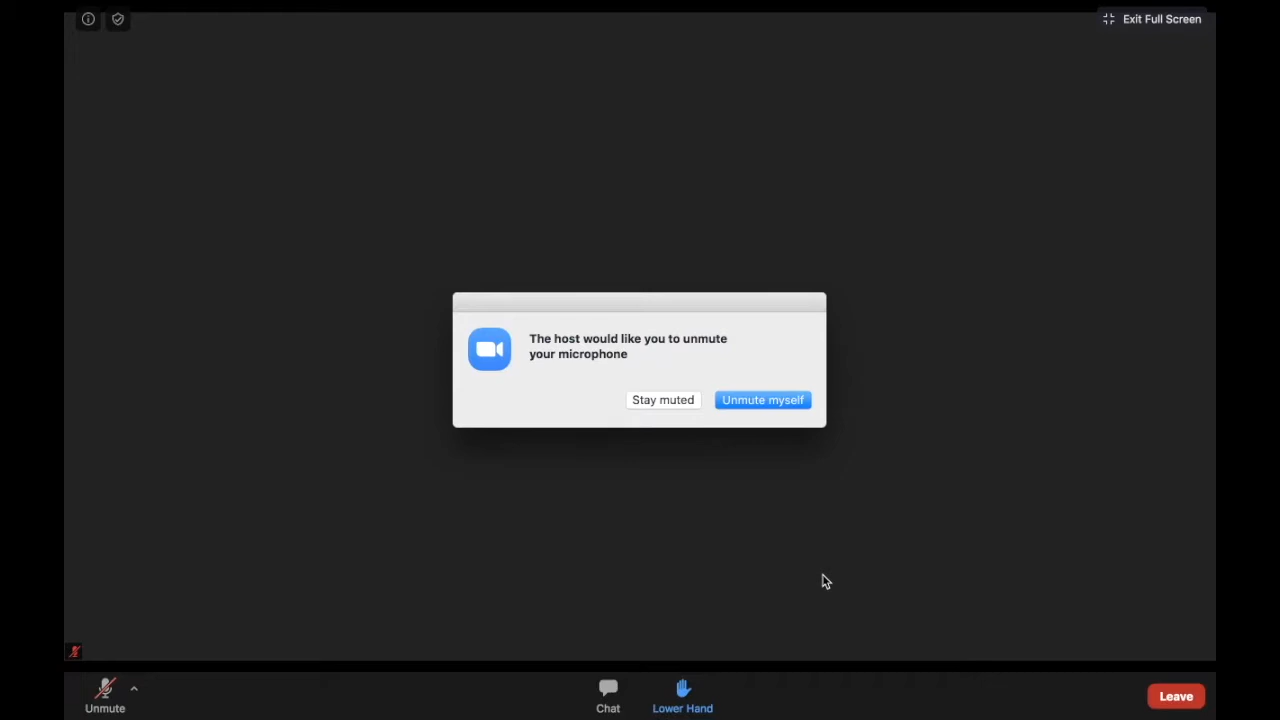 Exit Full Screen
The host would like you to unmute
your microphone
Stay muted
Unmute myself
Unmute
Chat
Lower Hand
Leave